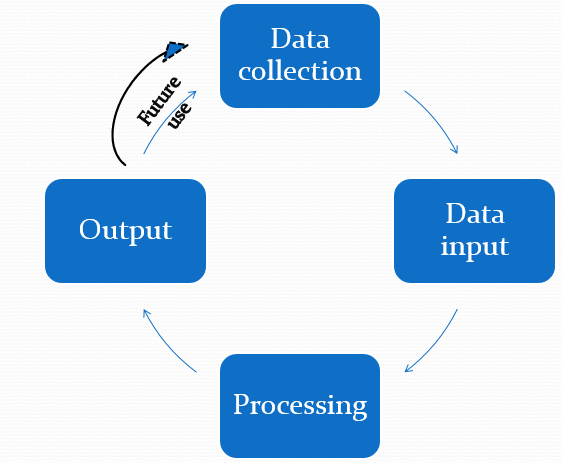 Data
collection
Future
use
Output
Data
input
Processing